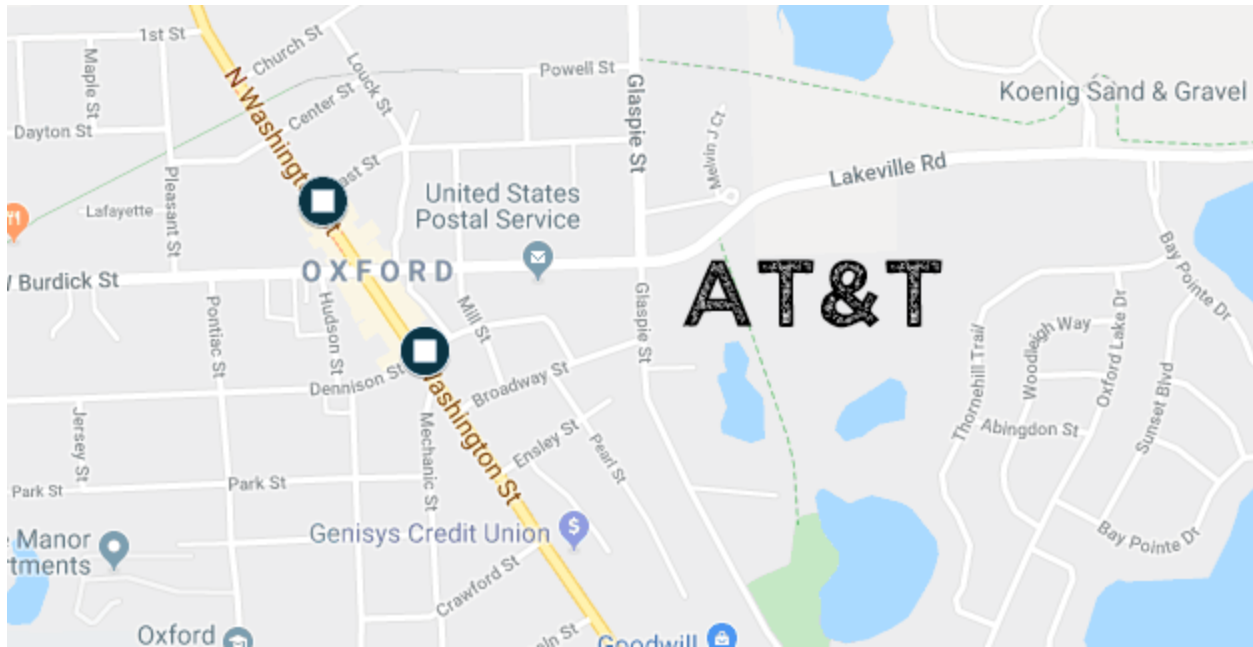 1st St
Church St
Maple St
Louck St
N Washington St
Center St
Powell St
Glaspie St
Koenig Sand & Gravel
Dayton St
East St
Melvin J Ct
Lakeville Rd
Pleasant St
Lafayette
United States
Postal Service
W Burdick St
OXFORD
AT&T
Bay Pointe Dr
Pontiac St
Hudson St
Mill St
Glaspie St
Thornehill Trail
Woodleigh Way
Oxford Lake Dr
Sunset Blvd
Dennison St
Washington St
Broadway St
Jersey St
Mechanic St
Ensley St
Pearl St
Abingdon St
Park St
Park St
Genisys Credit Union
$
Bay Pointe Dr
e Manor
rtments
Crawford St
Oxford
ln St
Goodwill